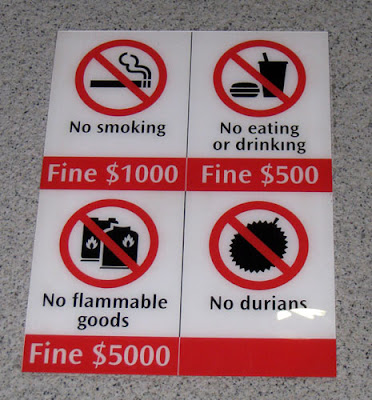 No smoking
Fine $1000
No eating
or drinking
Fine $500
No flammable
goods
Fine $5000
No durians